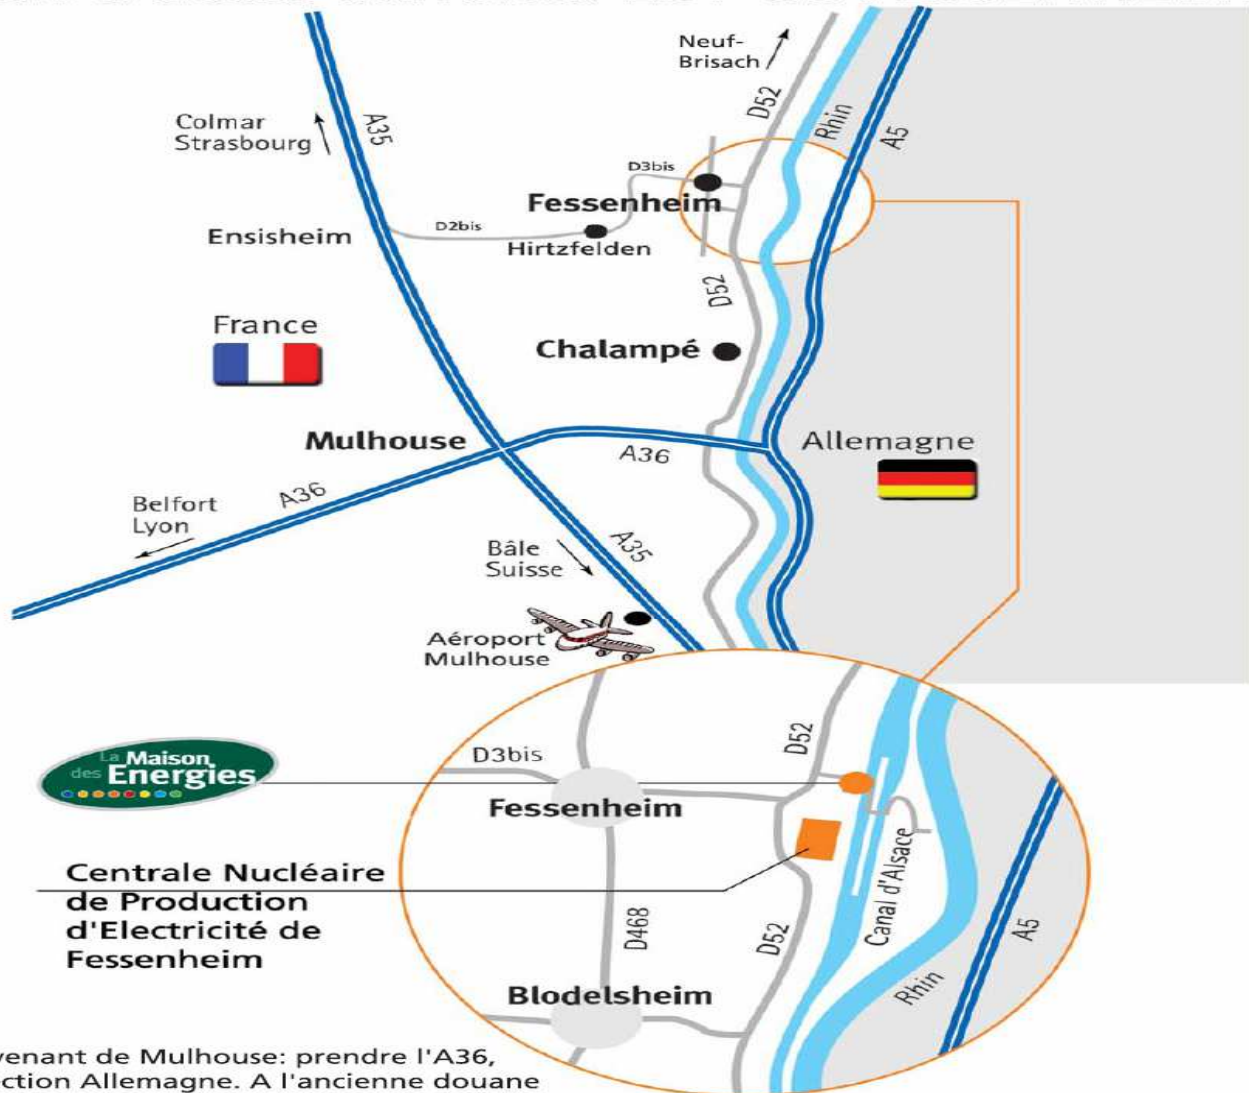 Neuf-
Brisach
D52
Rhin
A5
Colmar
Strasbourg
A35
D3bis
Fessenheim
D2bis
Ensisheim
Hirtzfelden
D52
France
Chalampé
Mulhouse
A36
Allemagne
A36
Belfort
Lyon
Bâle
Suisse
A35
Aéroport
Mulhouse
La Maison
des Energies
D3bis
D52
Fessenheim
Centrale Nucléaire
de Production
d'Electricité de
Fessenheim
D468
D52
Canal d'Alsace
A5
Rhin
Blodelsheim
venant de Mulhouse: prendre l'A36,
ction Allemagne. A l'ancienne douane